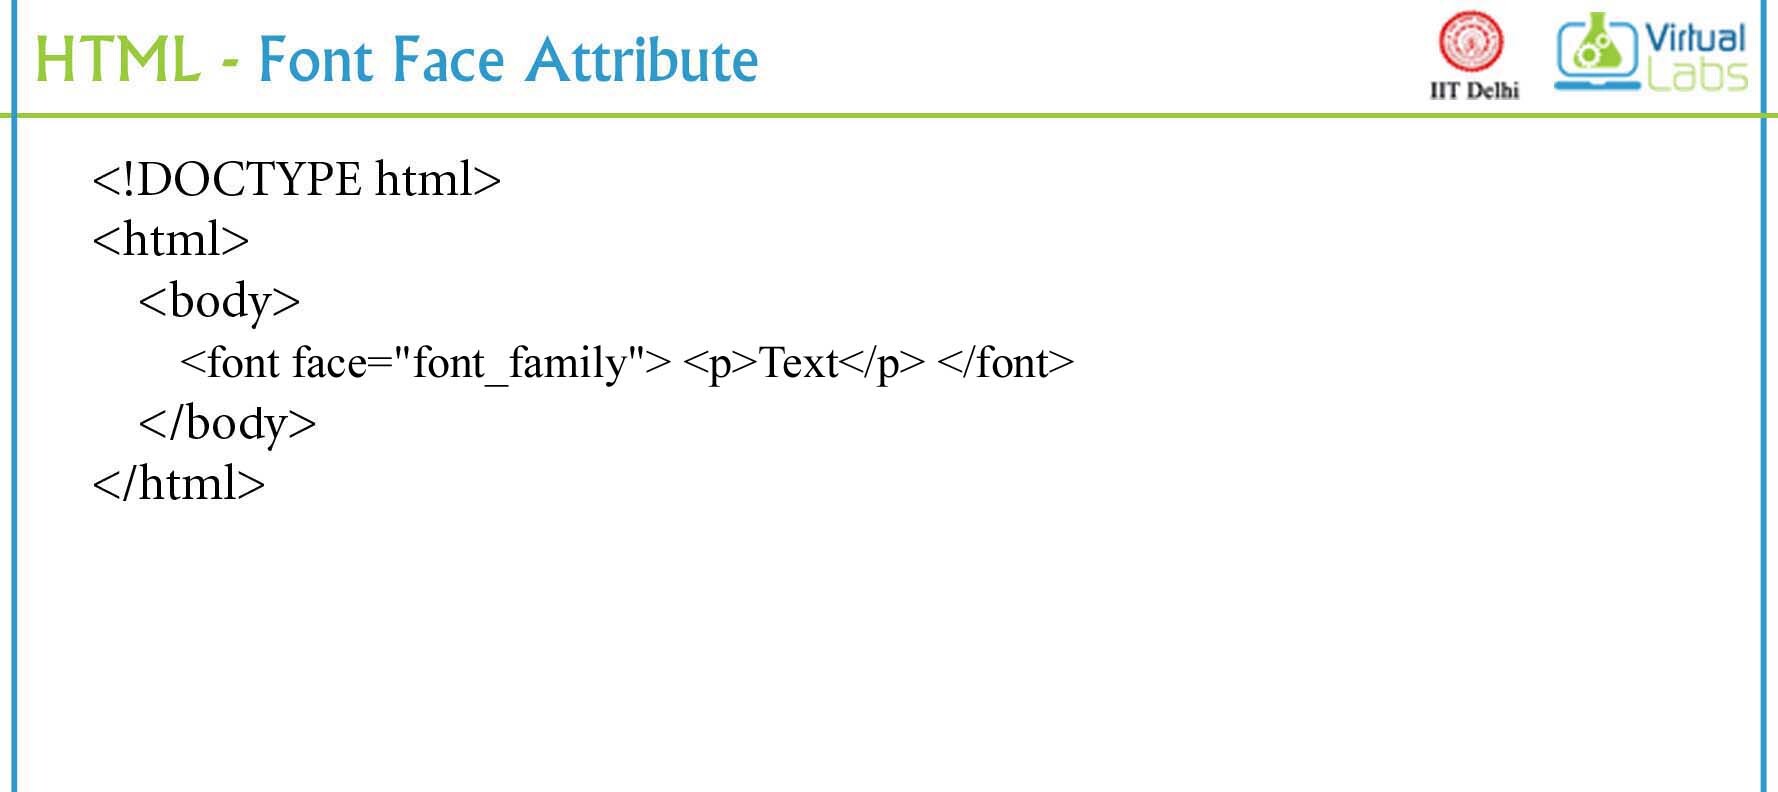 HTML - Font Face Attribute
IIT Delhi
Virtual
Labs
<!DOCTYPE html>
<html>
<body>
<font face="font_family"> <p>Text</p> </font>
</body>
</html>